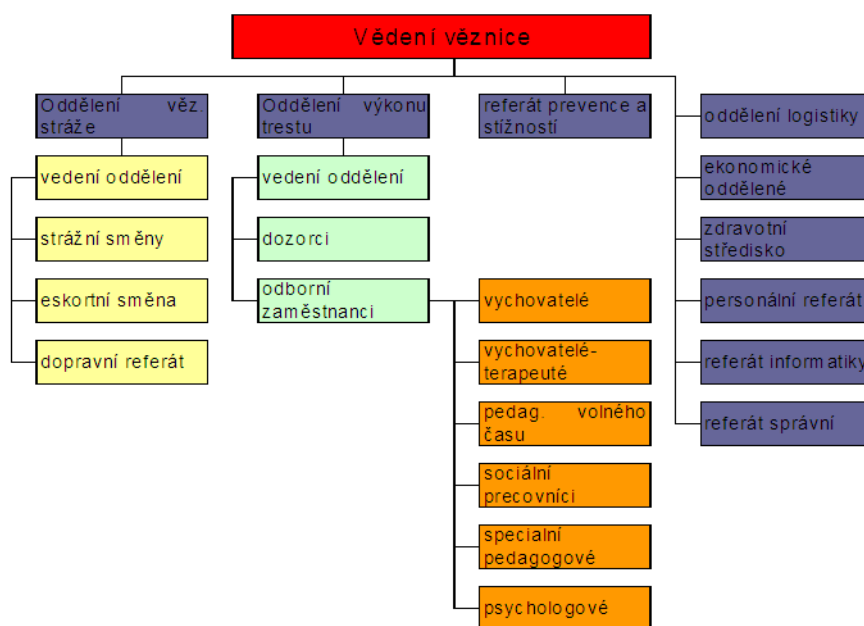 Vědení věznice
Oddělení věz.
stráže
Oddělení výkonu
trestu
referát prevence a
stížností
oddělení logistiky
ekonomické
oddělené
zdravotní
středisko
personální referát
referát informatiky
referát správní
vedení oddělení
strážní směny
eskortní směna
dopravní referát
vedení oddělení
dozorci
odborní
zaměstnanci
vychovatelé
vychovatelé-
terapeuté
pedag. volného
času
sociální
precovníci
specialní
pedagogové
psychologové